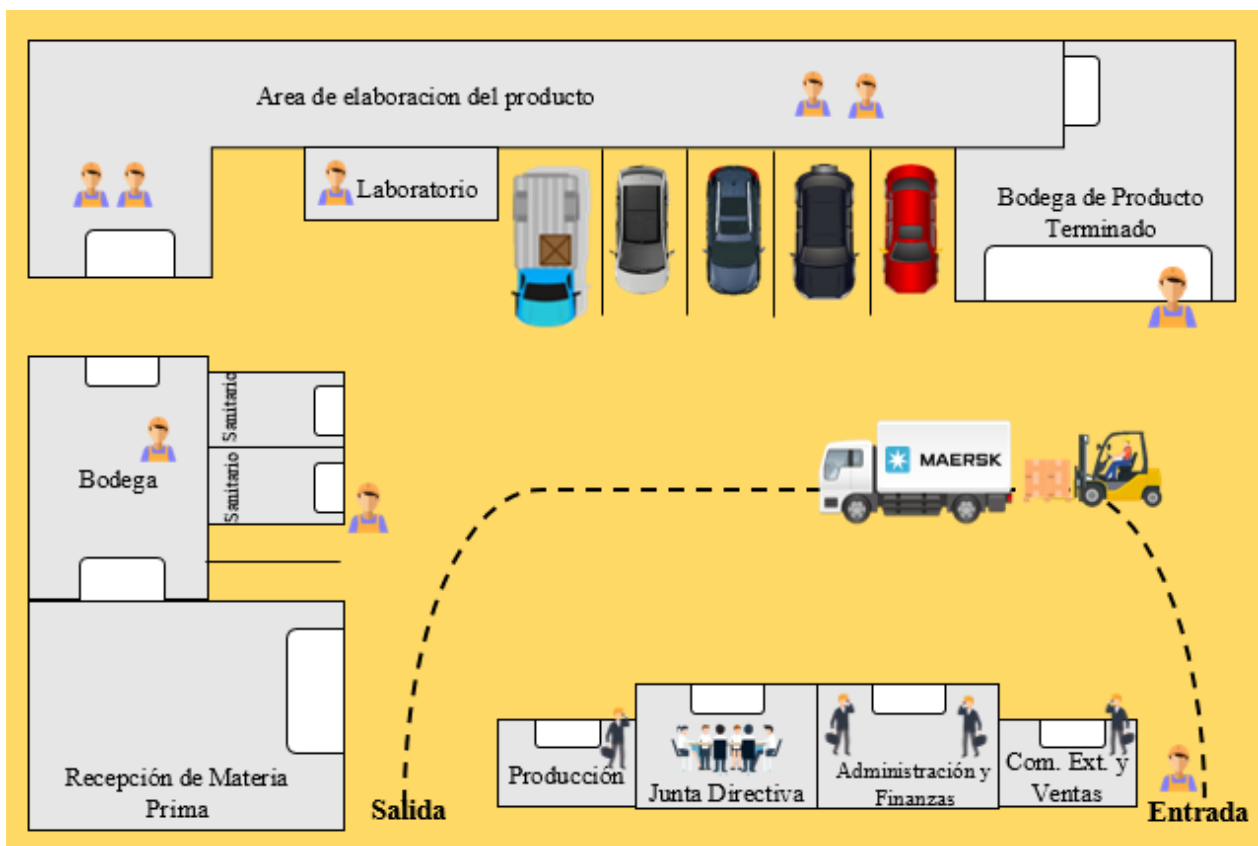 Area de elaboracion del producto
Laboratorio
Bodega de Producto
Terminado
Sanitario
Bodega
Sanitario
MAERSK
Recepción de Materia
Prima
Salida
Producción
Junta Directiva
Administración y
Finanzas
Com. Ext. y
Ventas
Entrada